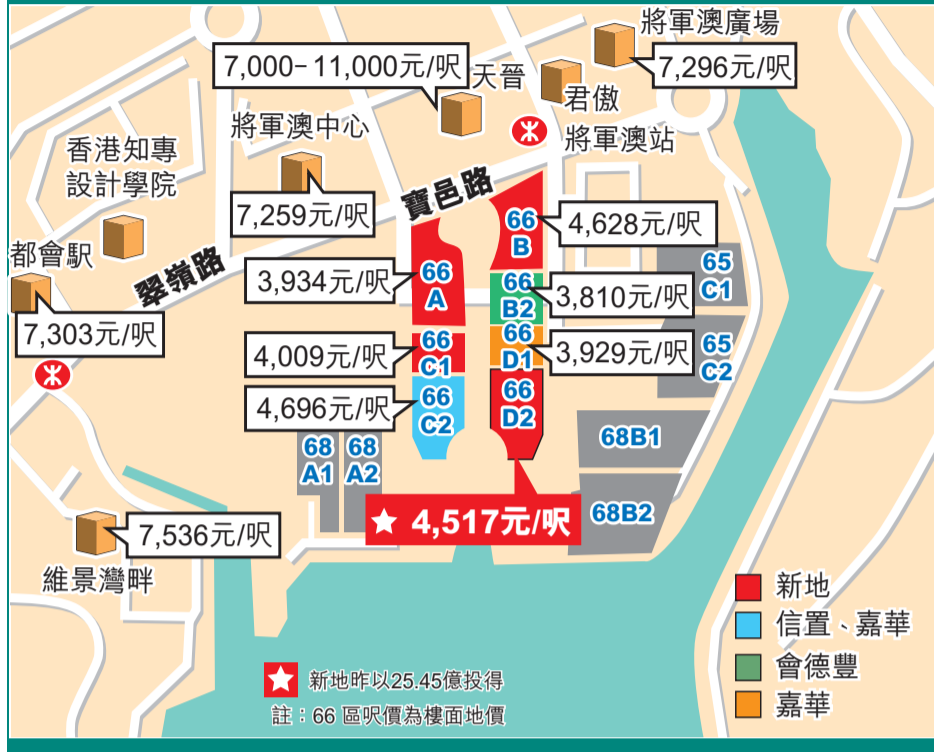 將軍澳廣場
7,296元/呎
7,000-11,000元/呎
天晉
君傲
將軍澳站
將軍澳中心
7,259元/呎
香港知專
設計學院
寶邑路
都會駅
7,303元/呎
翠嶺路
66
A
3,934元/呎
66
B
4,628元/呎
66
B2
3,810元/呎
66
C1
4,009元/呎
66
D1
3,929元/呎
66
C2
4,696元/呎
66
D2
4,517元/呎
65
C1
65
C2
68
A1
68
A2
68B1
68B2
7,536元/呎
維景灣畔
新地
信置、嘉華
會德豐
嘉華
新地昨以25.45億投得
註：66 區呎價為樓面地價